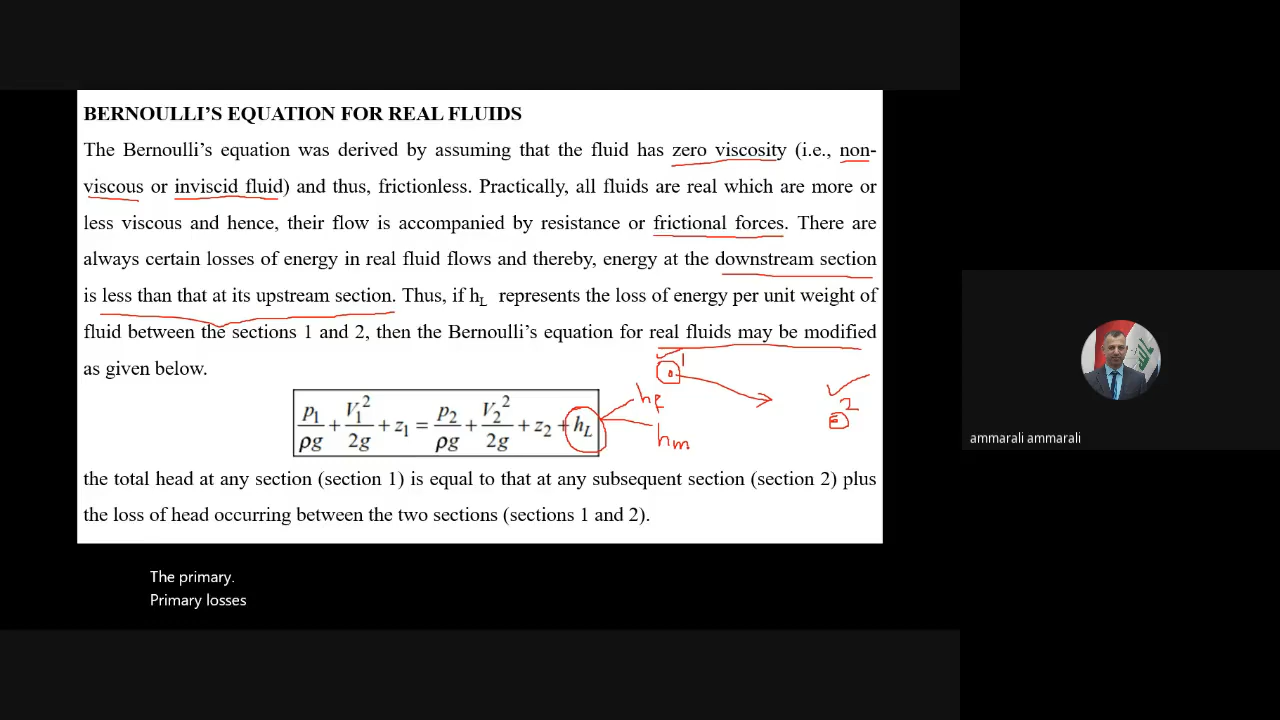 BERNOULLI’S EQUATION FOR REAL FLUIDS
The Bernoulli’s equation was derived by assuming that the fluid has zero viscosity (i.e., non-
viscous or inviscid fluid) and thus, frictionless. Practically, all fluids are real which are more or
less viscous and hence, their flow is accompanied by resistance or frictional forces. There are
always certain losses of energy in real fluid flows and thereby, energy at the downstream section
is less than that at its upstream section. Thus, if h_L represents the loss of energy per unit weight of
fluid between the sections 1 and 2, then the Bernoulli’s equation for real fluids may be modified
as given below.
1
2
p₁/ρg + V₁²/2g + z₁ = p₂/ρg + V₂²/2g + z₂ + h_L
h_f
h_m
the total head at any section (section 1) is equal to that at any subsequent section (section 2) plus
the loss of head occurring between the two sections (sections 1 and 2).
ammarali ammarali
The primary.
Primary losses